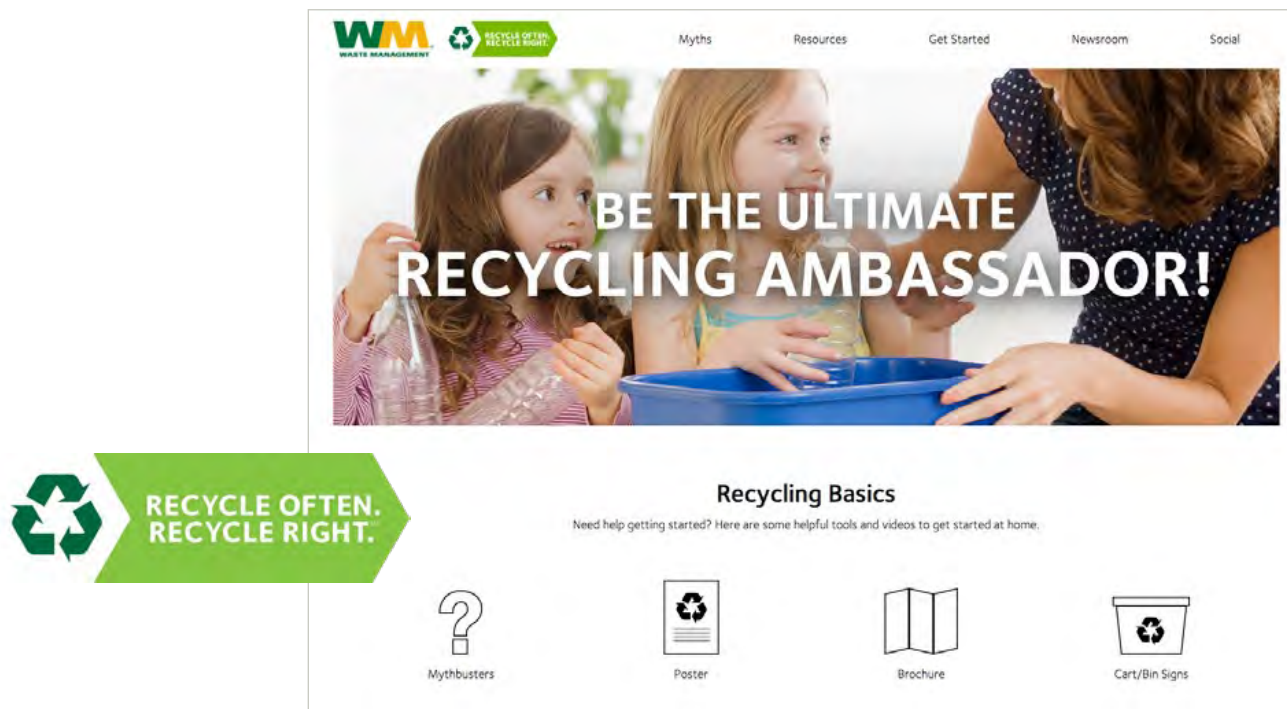 WM
WASTE MANAGEMENT
RECYCLE OFTEN.
RECYCLE RIGHT.
Myths
Resources
Get Started
Newsroom
Social
BE THE ULTIMATE
RECYCLING AMBASSADOR!
RECYCLE OFTEN.
RECYCLE RIGHT.
Recycling Basics
Need help getting started? Here are some helpful tools and videos to get started at home.
Mythbusters
Poster
Brochure
Cart/Bin Signs